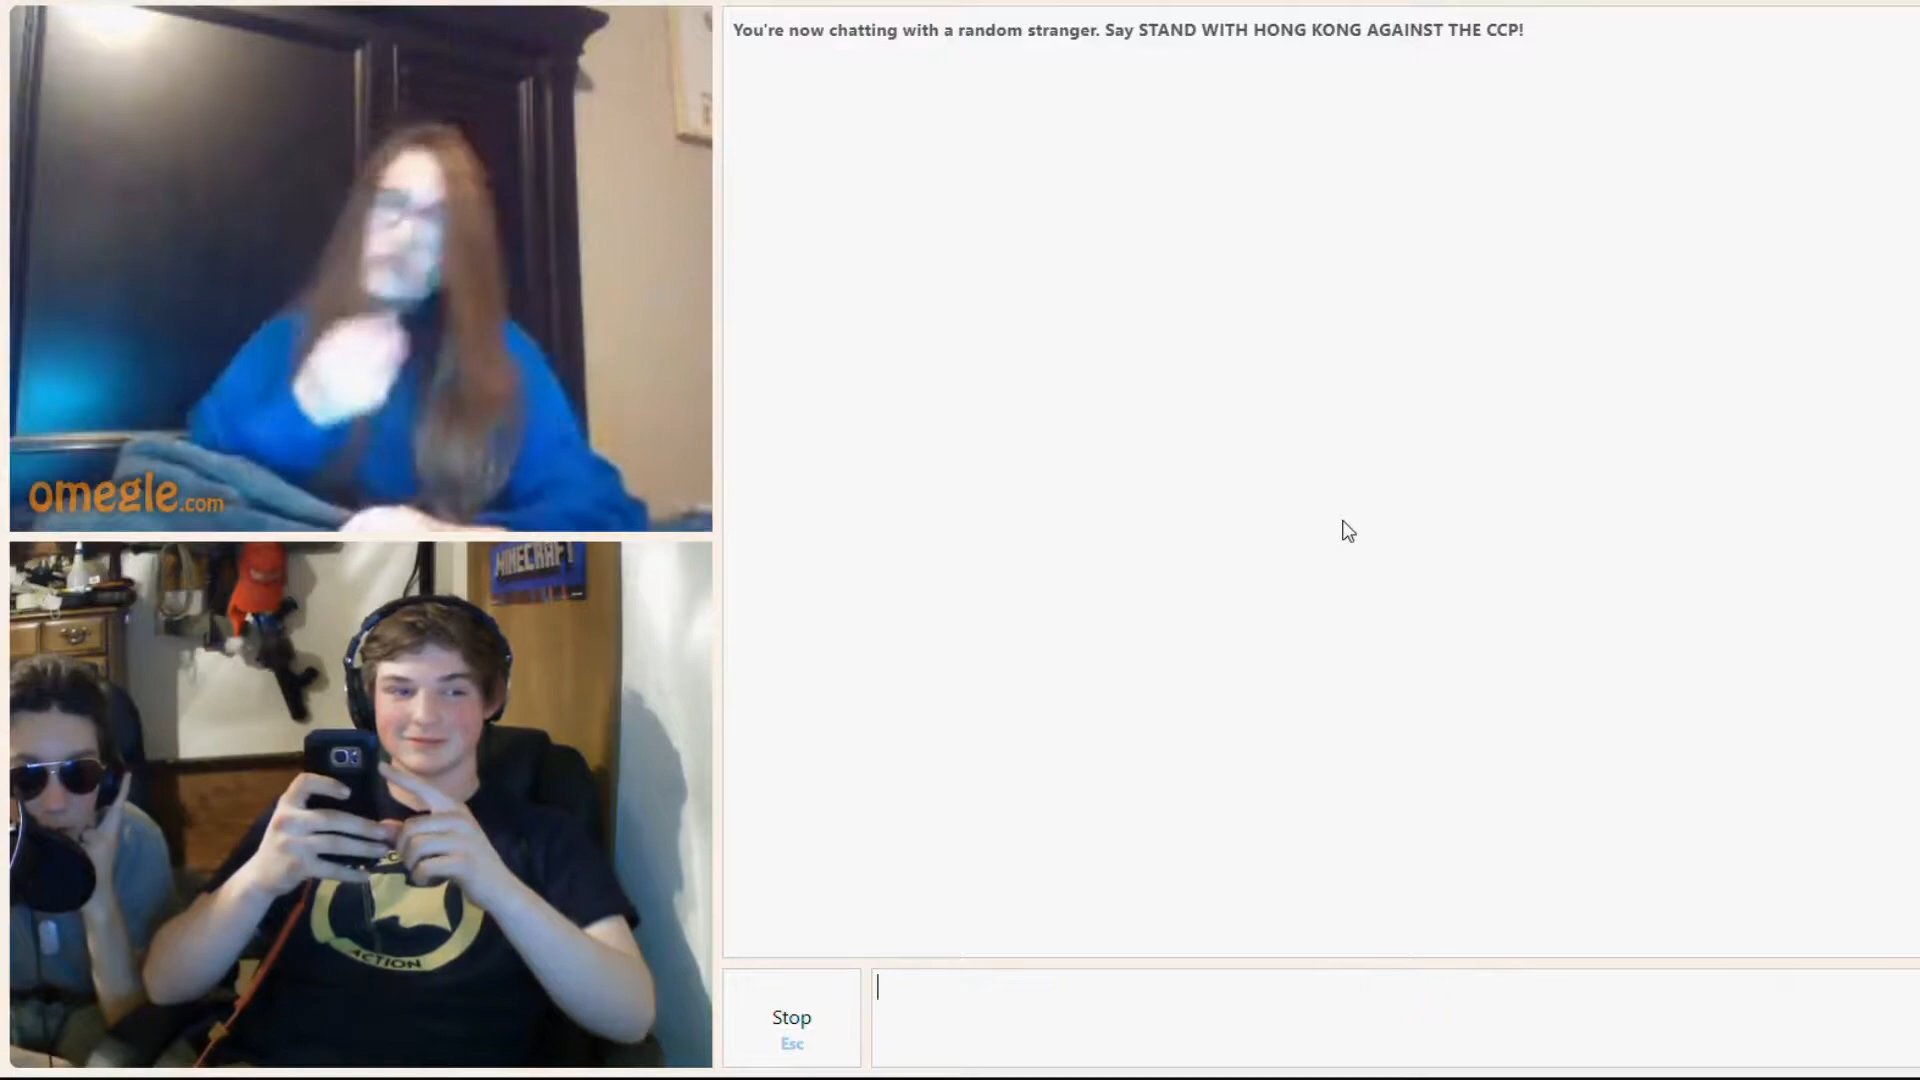 You're now chatting with a random stranger. Say STAND WITH HONG KONG AGAINST THE CCP!
omegle.com
MINECRAFT
ACTION
Stop
Esc